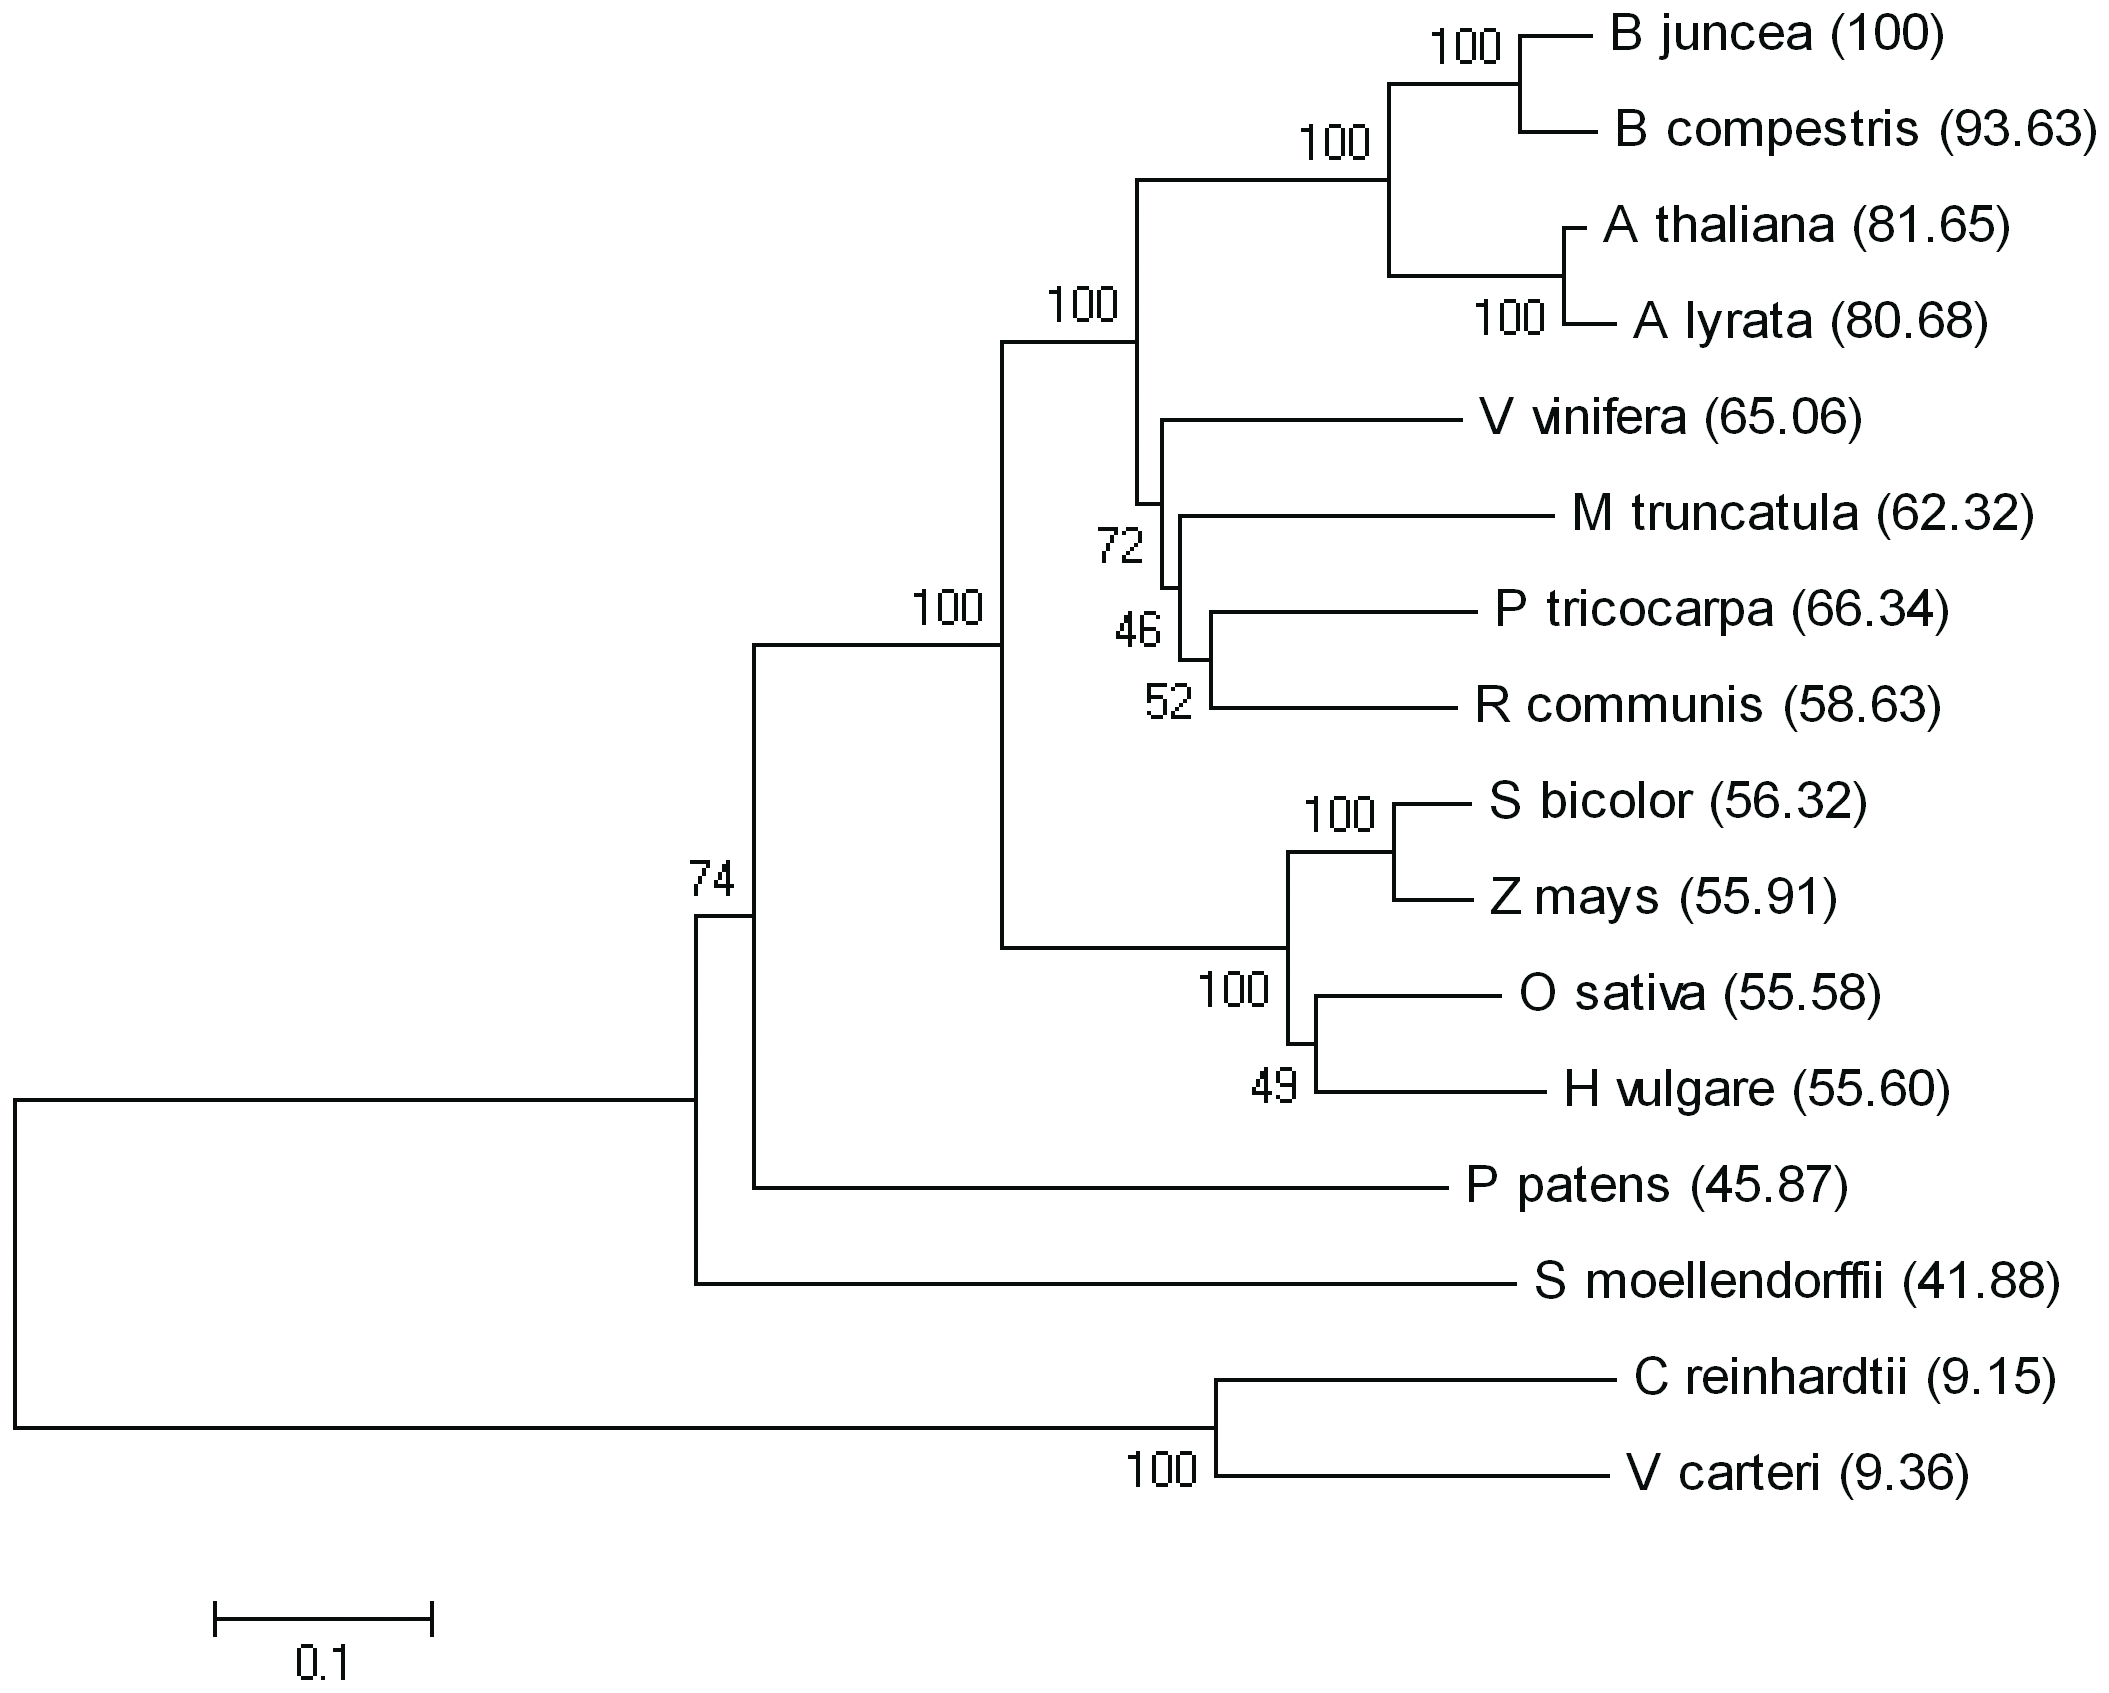 B juncea (100)
100
B compestris (93.63)
100
A thaliana (81.65)
100
A lyrata (80.68)
100
V vinifera (65.06)
M truncatula (62.32)
72
P tricocarpa (66.34)
100
46
R communis (58.63)
52
S bicolor (56.32)
100
74
Z mays (55.91)
O sativa (55.58)
100
H vulgare (55.60)
49
P patens (45.87)
S moellendorffii (41.88)
C reinhardtii (9.15)
V carteri (9.36)
100
0.1